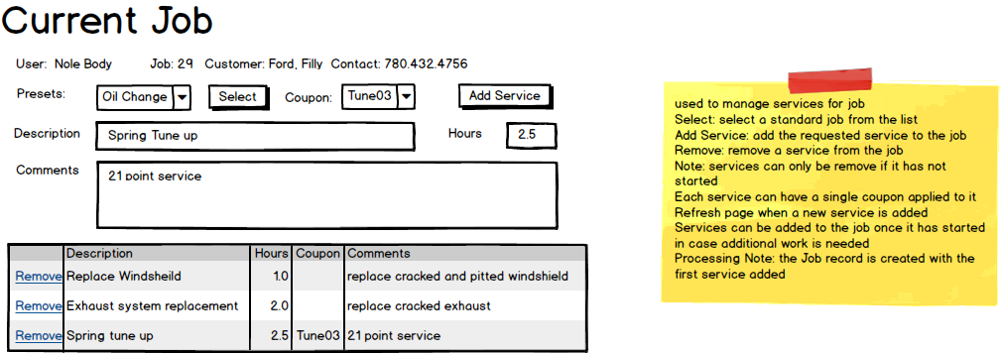 Current Job
User: Nole Body Job: 29 Customer: Ford, Filly Contact: 780.432.4756
Presets: Oil Change Select Coupon: Tune03 Add Service
Description Spring Tune up Hours 2.5
Comments 21 point service
Description Hours Coupon Comments
Remove Replace Windsheild 1.0 replace cracked and pitted windshield
Remove Exhaust system replacement 2.0 replace cracked exhaust
Remove Spring tune up 2.5 Tune03 21 point service
used to manage services for job
Select: select a standard job from the list
Add Service: add the requested service to the job
Remove: remove a service from the job
Note: services can only be remove if it has not
started
Each service can have a single coupon applied to it
Refresh page when a new service is added
Services can be added to the job once it has started
in case additional work is needed
Processing Note: the Job record is created with the
first service added